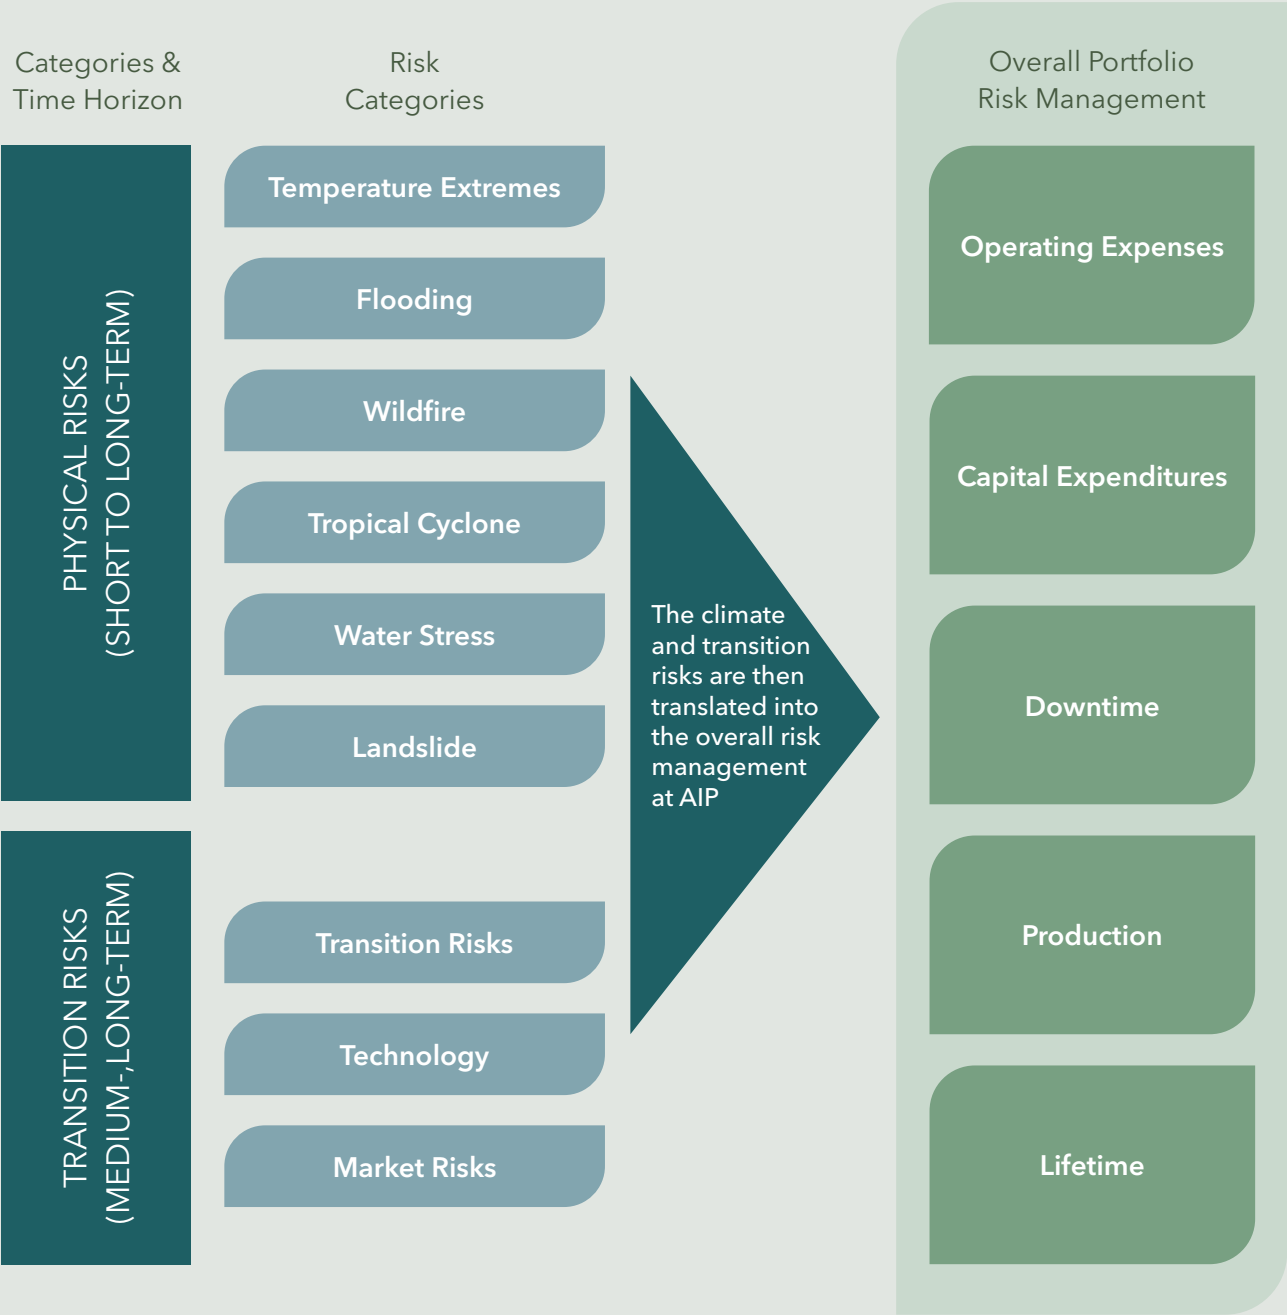 Categories &
Time Horizon
Risk
Categories
Overall Portfolio
Risk Management
PHYSICAL RISKS
(SHORT TO LONG-TERM)
Temperature Extremes
Flooding
Wildfire
Tropical Cyclone
Water Stress
Landslide
TRANSITION RISKS
(MEDIUM-,LONG-TERM)
Transition Risks
Technology
Market Risks
The climate
and transition
risks are then
translated into
the overall risk
management
at AIP
Operating Expenses
Capital Expenditures
Downtime
Production
Lifetime